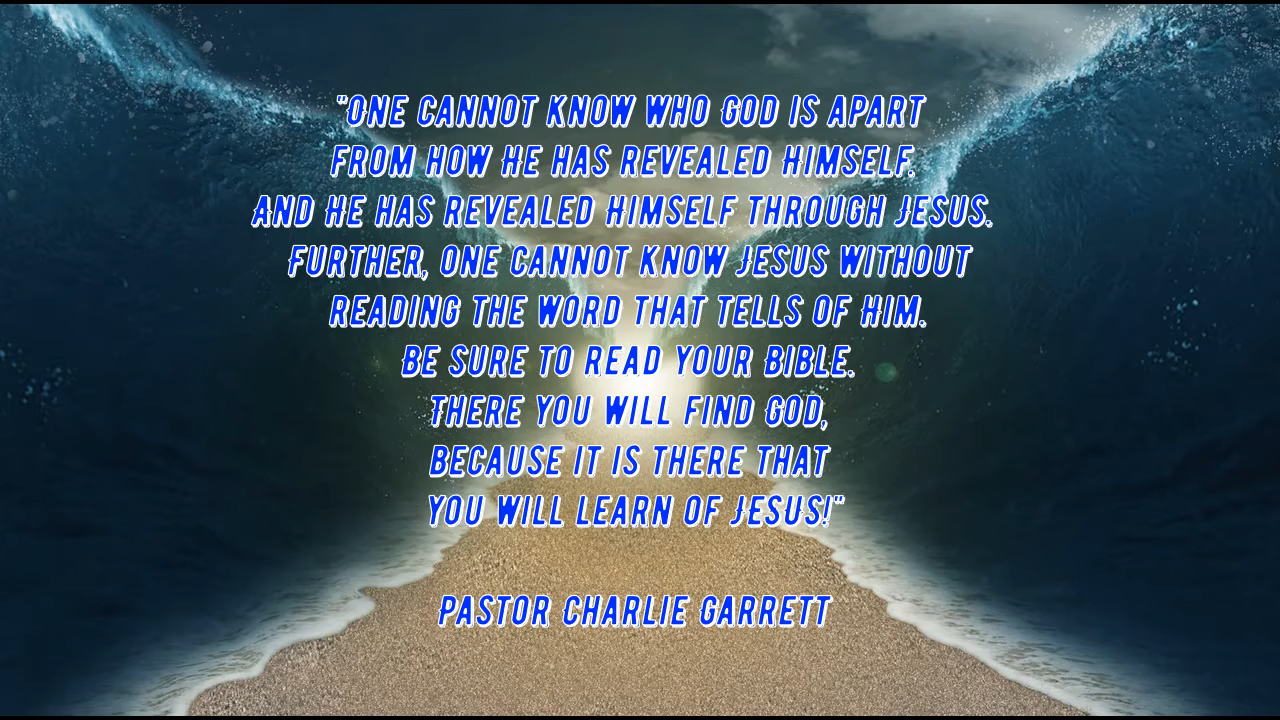 "One cannot know who God is apart
from how He has revealed Himself.
And He has revealed Himself through Jesus.
Further, one cannot know Jesus without
reading the word that tells of Him.
Be sure to read your Bible.
There you will find God,
because it is there that
you will learn of Jesus!"
Pastor Charlie Garrett